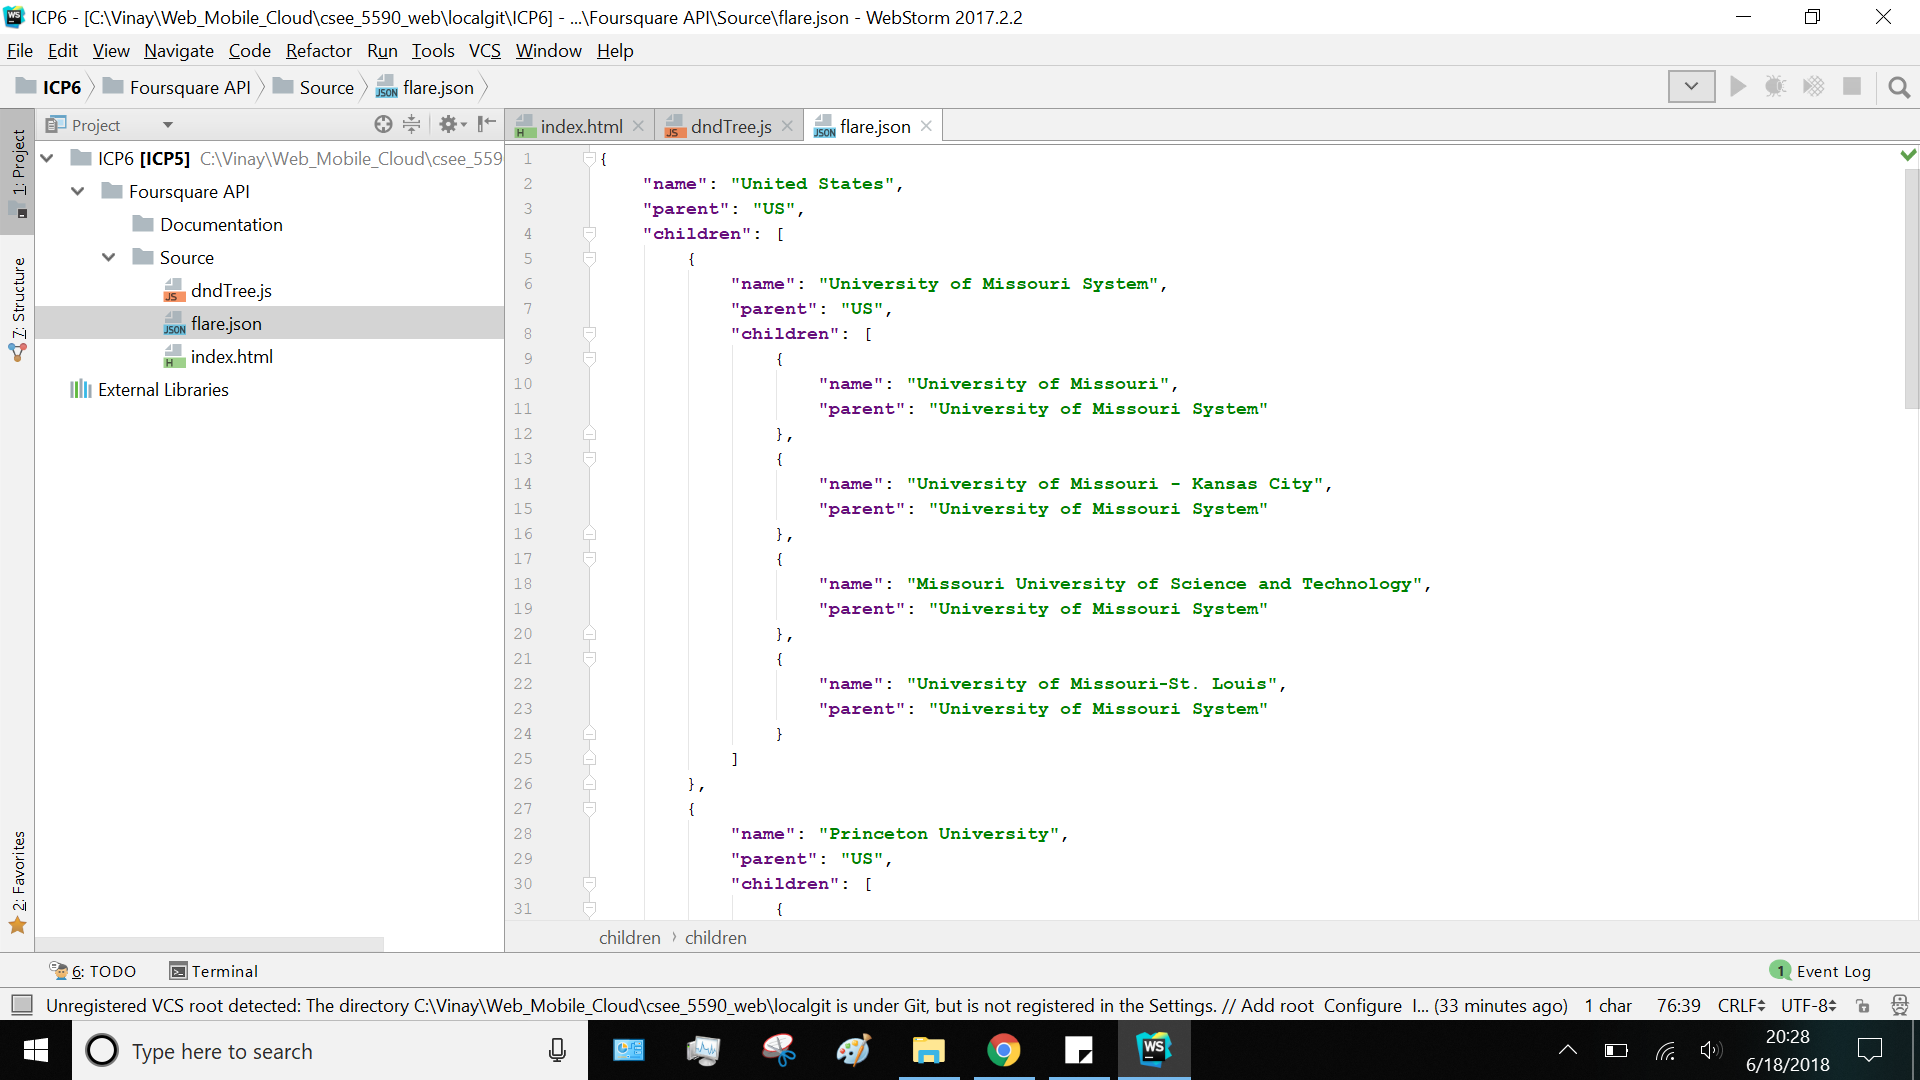 ICP6 - [C:\Vinay\Web_Mobile_Cloud\csee_5590_web\localgit\ICP6] - ...\Foursquare API\Source\flare.json - WebStorm 2017.2.2
File Edit View Navigate Code Refactor Run Tools VCS Window Help
ICP6 Foursquare API Source flare.json
Project
index.html dndTree.js flare.json
1: Project
7: Structure
2: Favorites
ICP6 [ICP5] C:\Vinay\Web_Mobile_Cloud\csee_559
Foursquare API
Documentation
Source
dndTree.js
flare.json
index.html
External Libraries
1 {
2 "name": "United States",
3 "parent": "US",
4 "children": [
5 {
6 "name": "University of Missouri System",
7 "parent": "US",
8 "children": [
9 {
10 "name": "University of Missouri",
11 "parent": "University of Missouri System"
12 },
13 {
14 "name": "University of Missouri - Kansas City",
15 "parent": "University of Missouri System"
16 },
17 {
18 "name": "Missouri University of Science and Technology",
19 "parent": "University of Missouri System"
20 },
21 {
22 "name": "University of Missouri-St. Louis",
23 "parent": "University of Missouri System"
24 }
25 ]
26 },
27 {
28 "name": "Princeton University",
29 "parent": "US",
30 "children": [
31 {
children › children
6: TODO Terminal
1 Event Log
Unregistered VCS root detected: The directory C:\Vinay\Web_Mobile_Cloud\csee_5590_web\localgit is under Git, but is not registered in the Settings. // Add root Configure I... (33 minutes ago) 1 char 76:39 CRLF UTF-8
Type here to search
WS
20:28
6/18/2018